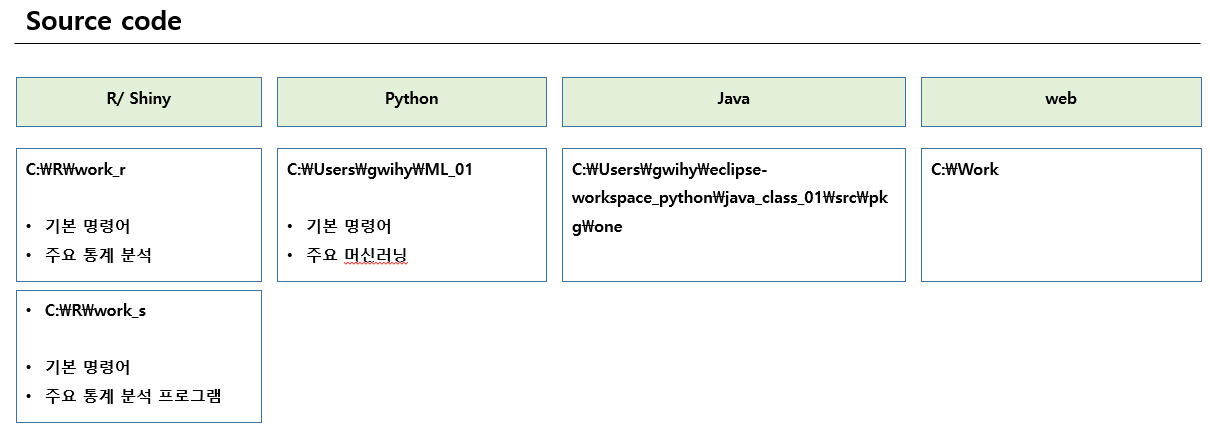 Source code
R/ Shiny
Python
Java
web
C:₩R₩work_r
• 기본 명령어
• 주요 통계 분석
C:₩Users₩gwihy₩ML_01
• 기본 명령어
• 주요 머신러닝
C:₩Users₩gwihy₩eclipse-
workspace_python₩java_class_01₩src₩pk
g₩one
C:₩Work
• C:₩R₩work_s
• 기본 명령어
• 주요 통계 분석 프로그램